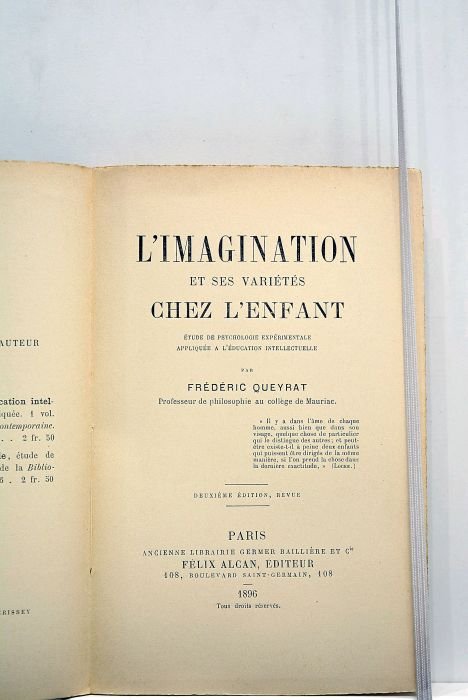 AUTEUR
cation intel-
iquée. 1 vol.
contemporaine.
. . 2 fr. 50
le, étude de
de la Biblio-
6 . 2 fr. 50
ERISSEY
L'IMAGINATION
ET SES VARIÉTÉS
CHEZ L'ENFANT
ÉTUDE DE PSYCHOLOGIE EXPÉRIMENTALE
APPLIQUÉE A L'ÉDUCATION INTELLECTUELLE
PAR
FRÉDÉRIC QUEYRAT
Professeur de philosophie au collège de Mauriac.
« Il y a dans l'âme de chaque
homme, aussi bien que dans son
visage, quelque chose de particulier
qui le distingue des autres ; et peut-
être existe-t-il à peine deux enfants
qui puissent être dirigés de la même
manière, si l'on prend la chose dans
la dernière exactitude. » (Locke.)
DEUXIÈME ÉDITION, REVUE
PARIS
ANCIENNE LIBRAIRIE GERMER BAILLIÈRE ET Cie
FÉLIX ALCAN, ÉDITEUR
108, BOULEVARD SAINT-GERMAIN, 108
1896
Tous droits réservés.